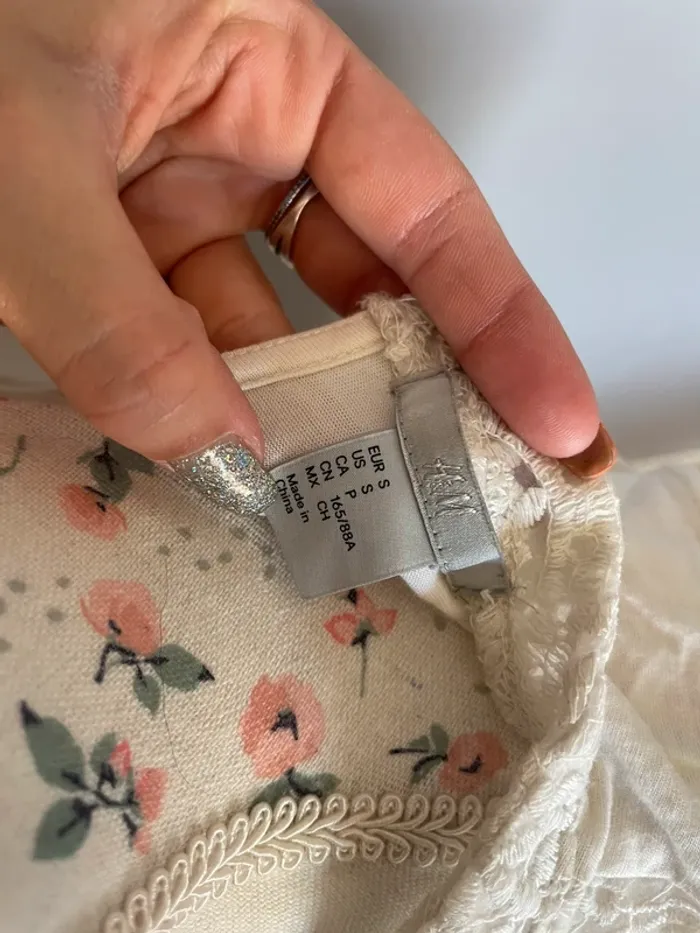 H&M
EUR S
US S
CA P
CN 165/88A
MX CH
Made in
China